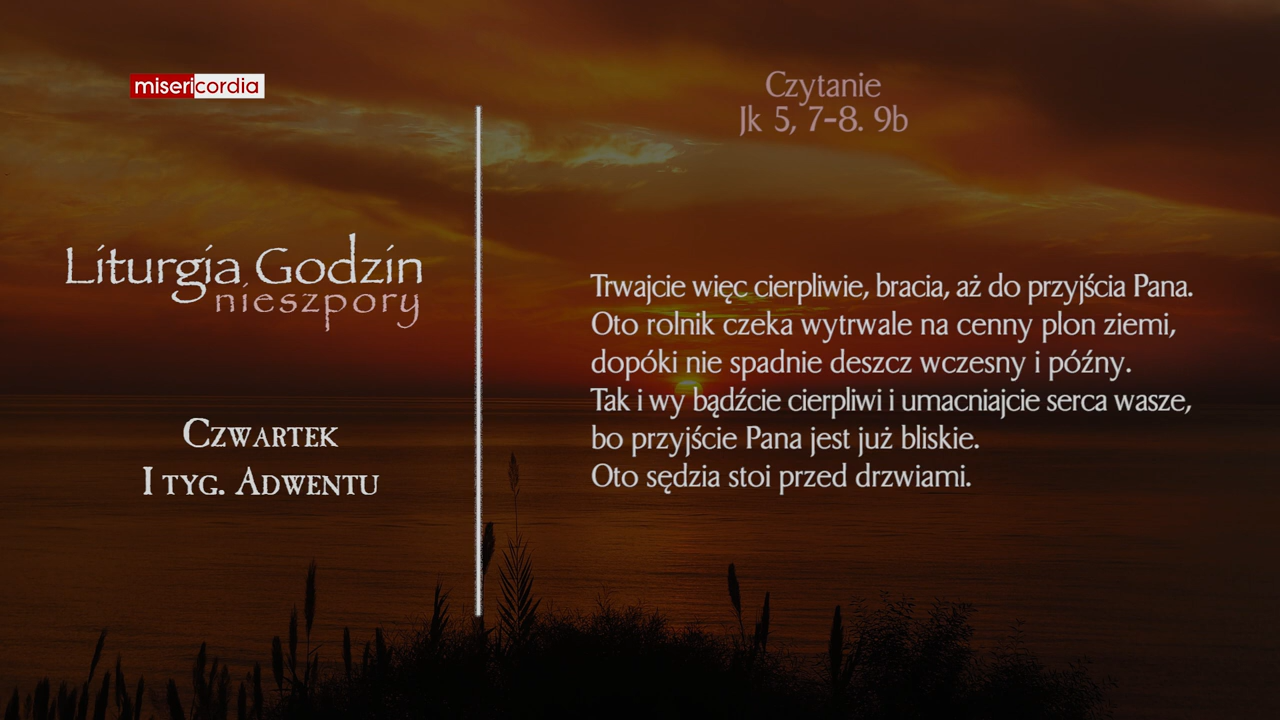 misericordia
Liturgia Godzin
nieszpory
Czwartek
I tyg. Adwentu
Czytanie
Jk 5, 7-8. 9b
Trwajcie więc cierpliwie, bracia, aż do przyjścia Pana.
Oto rolnik czeka wytrwale na cenny plon ziemi,
dopóki nie spadnie deszcz wczesny i późny.
Tak i wy bądźcie cierpliwi i umacniajcie serca wasze,
bo przyjście Pana jest już bliskie.
Oto sędzia stoi przed drzwiami.